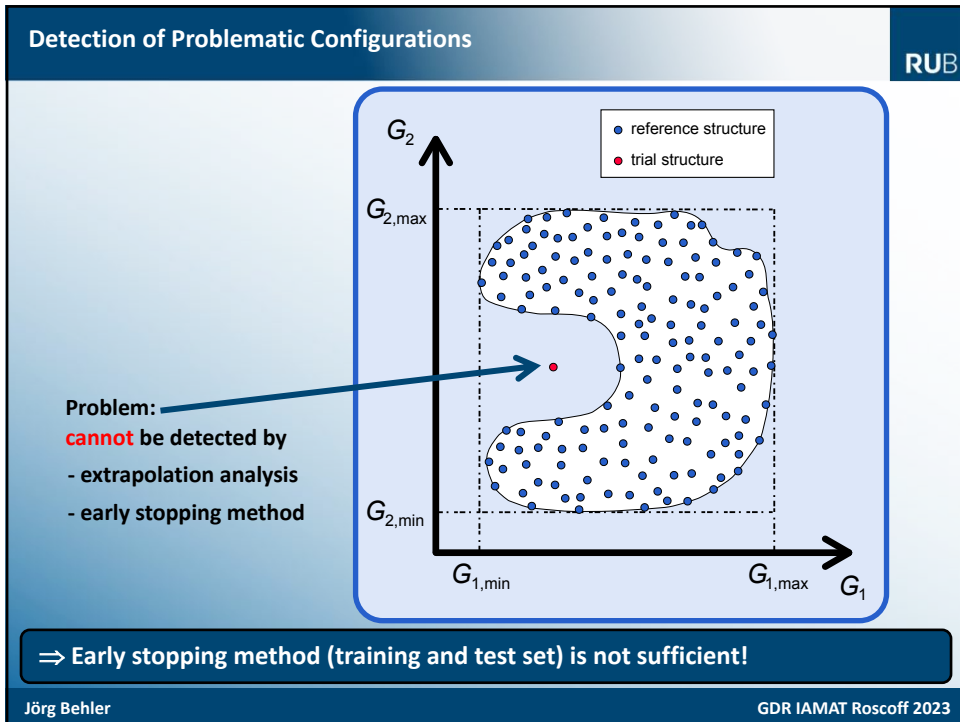 Detection of Problematic Configurations
RUB
G2
reference structure
trial structure
G2,max
Problem:
cannot be detected by
- extrapolation analysis
- early stopping method
G2,min
G1,min
G1,max
G1
⇒ Early stopping method (training and test set) is not sufficient!
Jörg Behler
GDR IAMAT Roscoff 2023